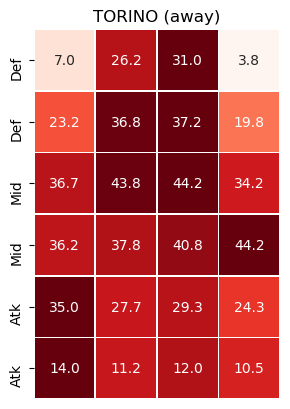 TORINO (away)
Def 7.0 26.2 31.0 3.8
Def 23.2 36.8 37.2 19.8
Mid 36.7 43.8 44.2 34.2
Mid 36.2 37.8 40.8 44.2
Atk 35.0 27.7 29.3 24.3
Atk 14.0 11.2 12.0 10.5